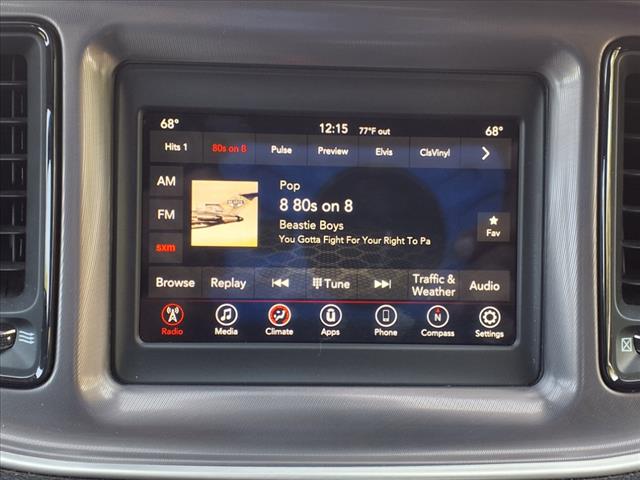 68°
12:15 77°F out
68°
Hits 1
80s on 8
Pulse
Preview
Elvis
ClsVinyl
AM
FM
sxm
Pop
8 80s on 8
Beastie Boys
You Gotta Fight For Your Right To Pa
Fav
Browse
Replay
Tune
Traffic &
Weather
Audio
Radio
Media
Climate
Apps
Phone
N
Compass
Settings